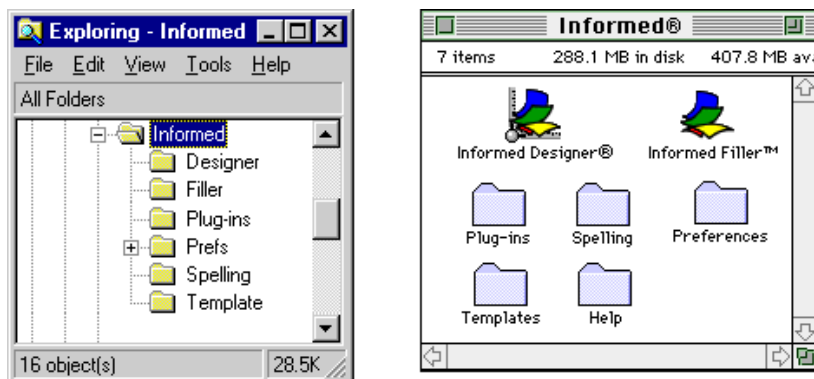 Exploring - Informed
File Edit View Tools Help
All Folders
Informed
Designer
Filler
Plug-ins
Prefs
Spelling
Template
16 object(s) 28.5K
Informed®
7 items 288.1 MB in disk 407.8 MB av
Informed Designer® Informed Filler™
Plug-ins Spelling Preferences
Templates Help